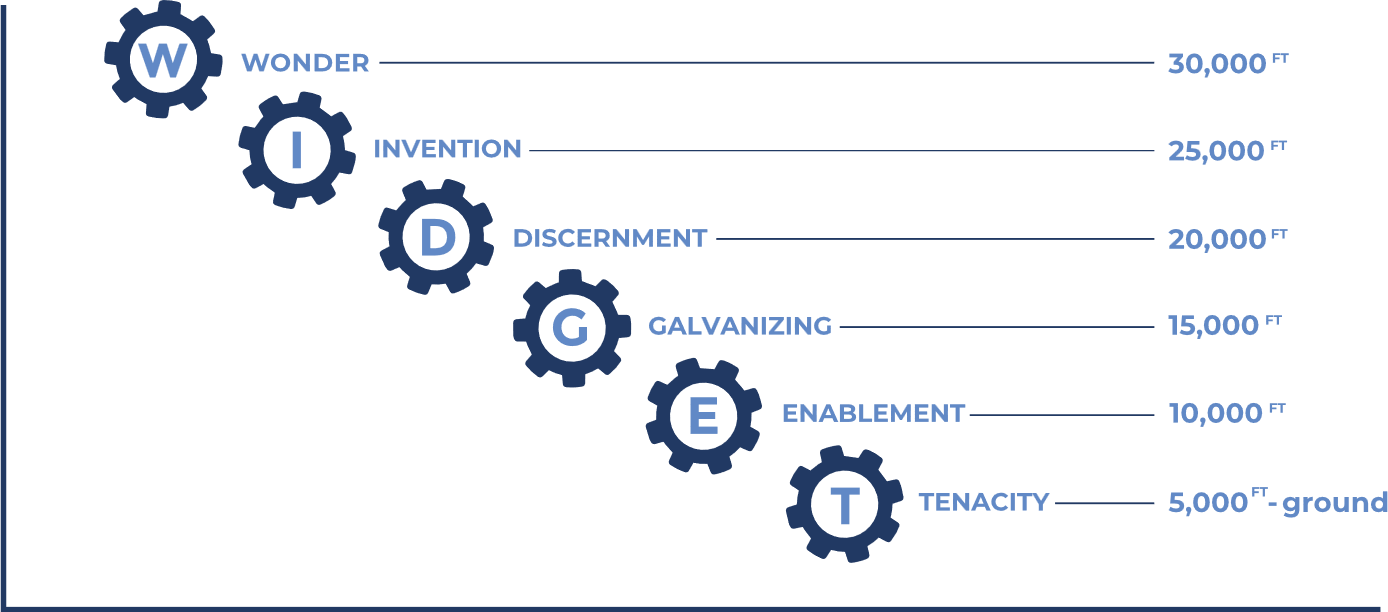 W WONDER 30,000 FT
I INVENTION 25,000 FT
D DISCERNMENT 20,000 FT
G GALVANIZING 15,000 FT
E ENABLEMENT 10,000 FT
T TENACITY 5,000 FT - ground